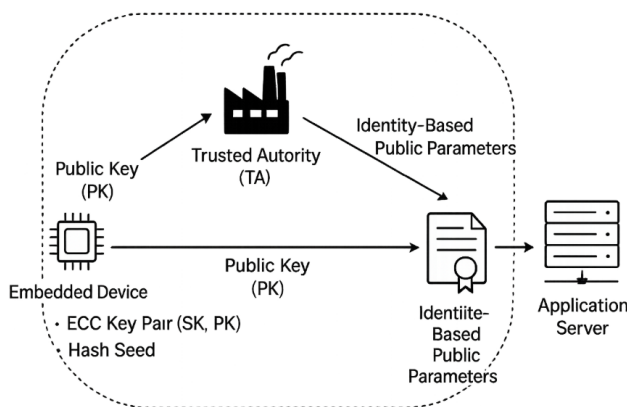 Trusted Autority
(TA)
Identity-Based
Public Parameters
Public Key
(PK)
Public Key
(PK)
Embedded Device
· ECC Key Pair (SK, PK)
· Hash Seed
Identiite-
Based
Public
Parameters
Application
Server